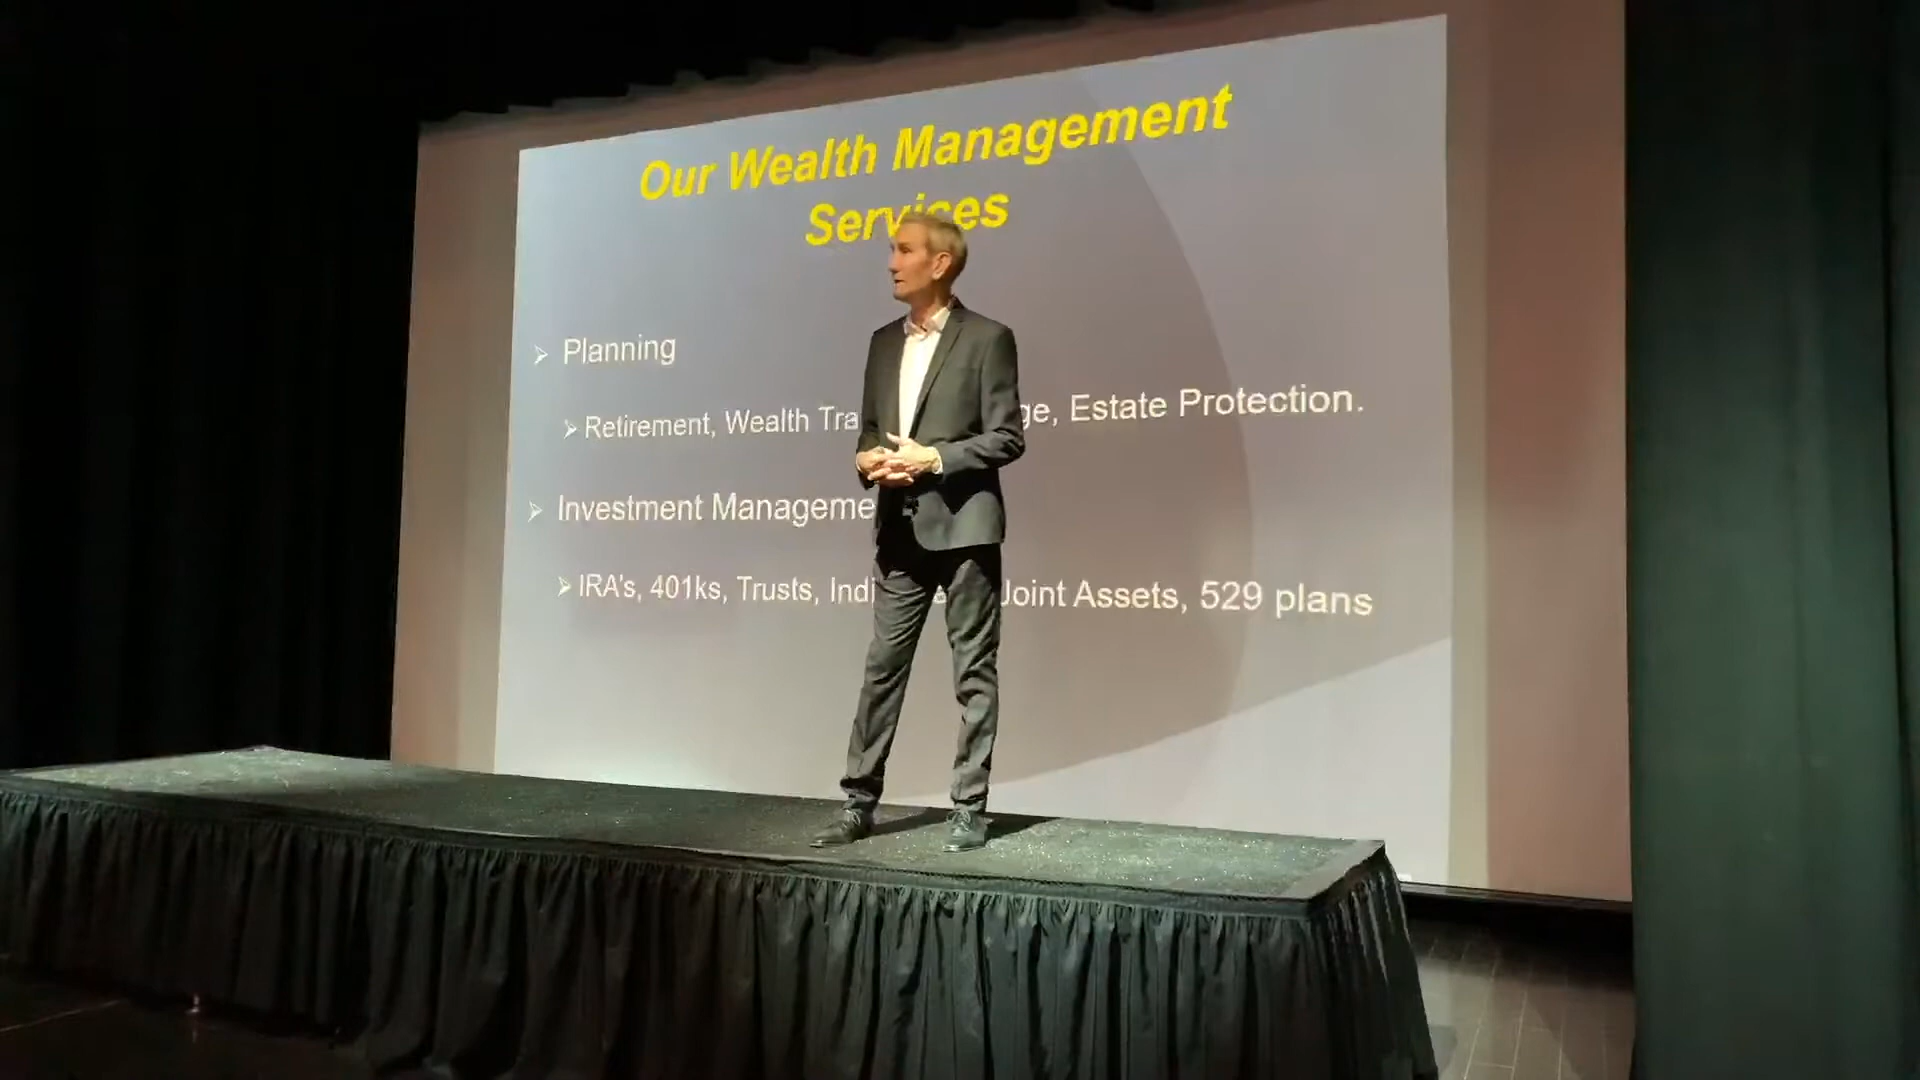 Our Wealth Management
Services
➢ Planning
➢ Retirement, Wealth Tra ge, Estate Protection.
➢ Investment Manageme
➢ IRA's, 401ks, Trusts, Indi Joint Assets, 529 plans